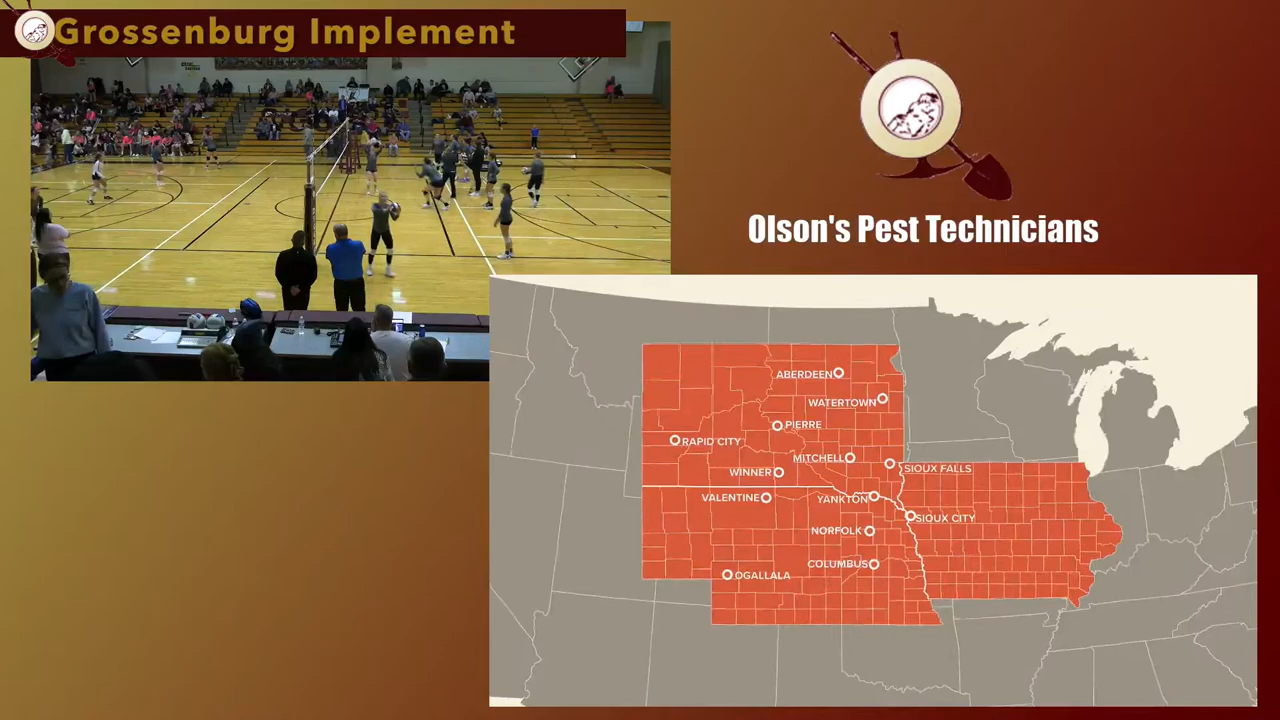 Grossenburg Implement
Olson's Pest Technicians
ABERDEEN
WATERTOWN
PIERRE
RAPID CITY
MITCHELL
SIOUX FALLS
WINNER
VALENTINE
YANKTON
SIOUX CITY
NORFOLK
COLUMBUS
OGALLALA